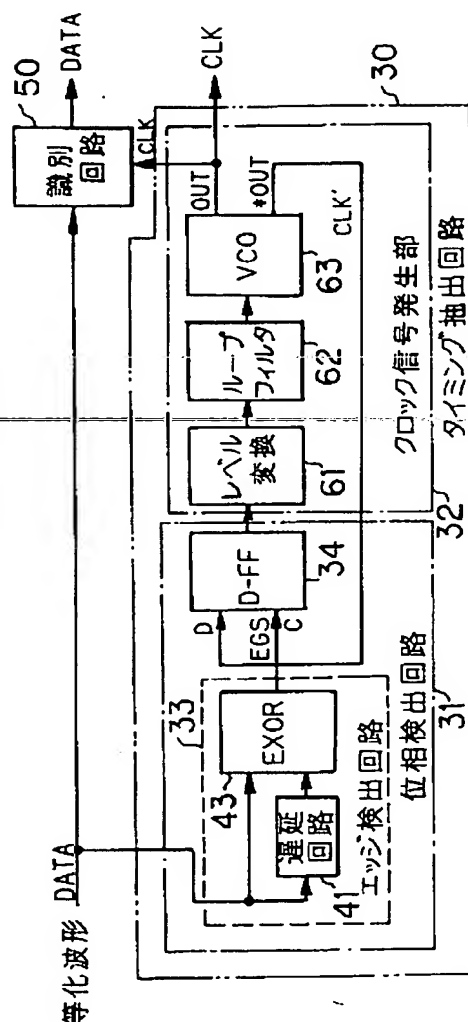 等化波形 DATA
50
識別
回路
DATA
CLK
CLK
30
33
43
EXOR
遅延
回路
41
エッジ検出回路
D
EGS
C
D-FF
34
位相検出回路
31
レベル
変換
61
ループ
フィルタ
62
VCO
63
OUT
*OUT
CLK'
クロック信号発生部
32
タイミング抽出回路